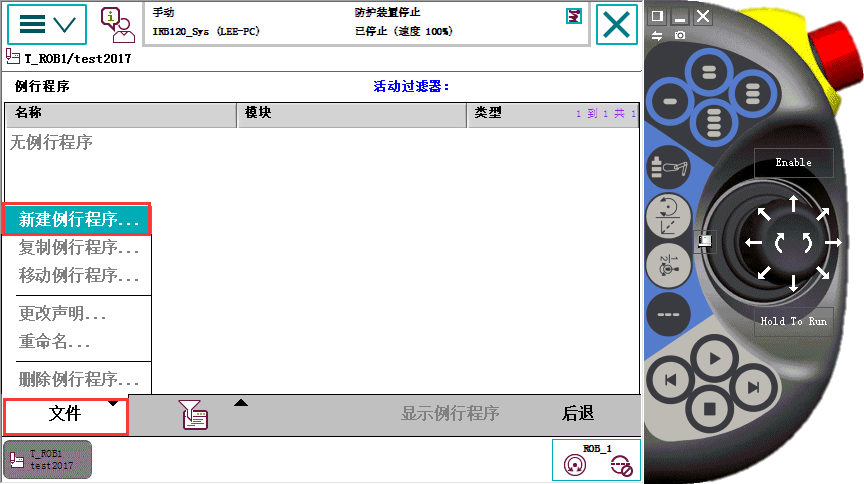 手动
防护装置停止
IRB120_Sys (LEE-PC)
已停止 (速度 100%)
T_ROB1/test2017
例行程序
活动过滤器:
名称
模块
类型
1 到 1 共 1
无例行程序
新建例行程序...
复制例行程序...
移动例行程序...
更改声明...
重命名...
删除例行程序...
文件
显示例行程序
后退
T_ROB1
test2017
ROB_1
1/2
Enable
Hold To Run